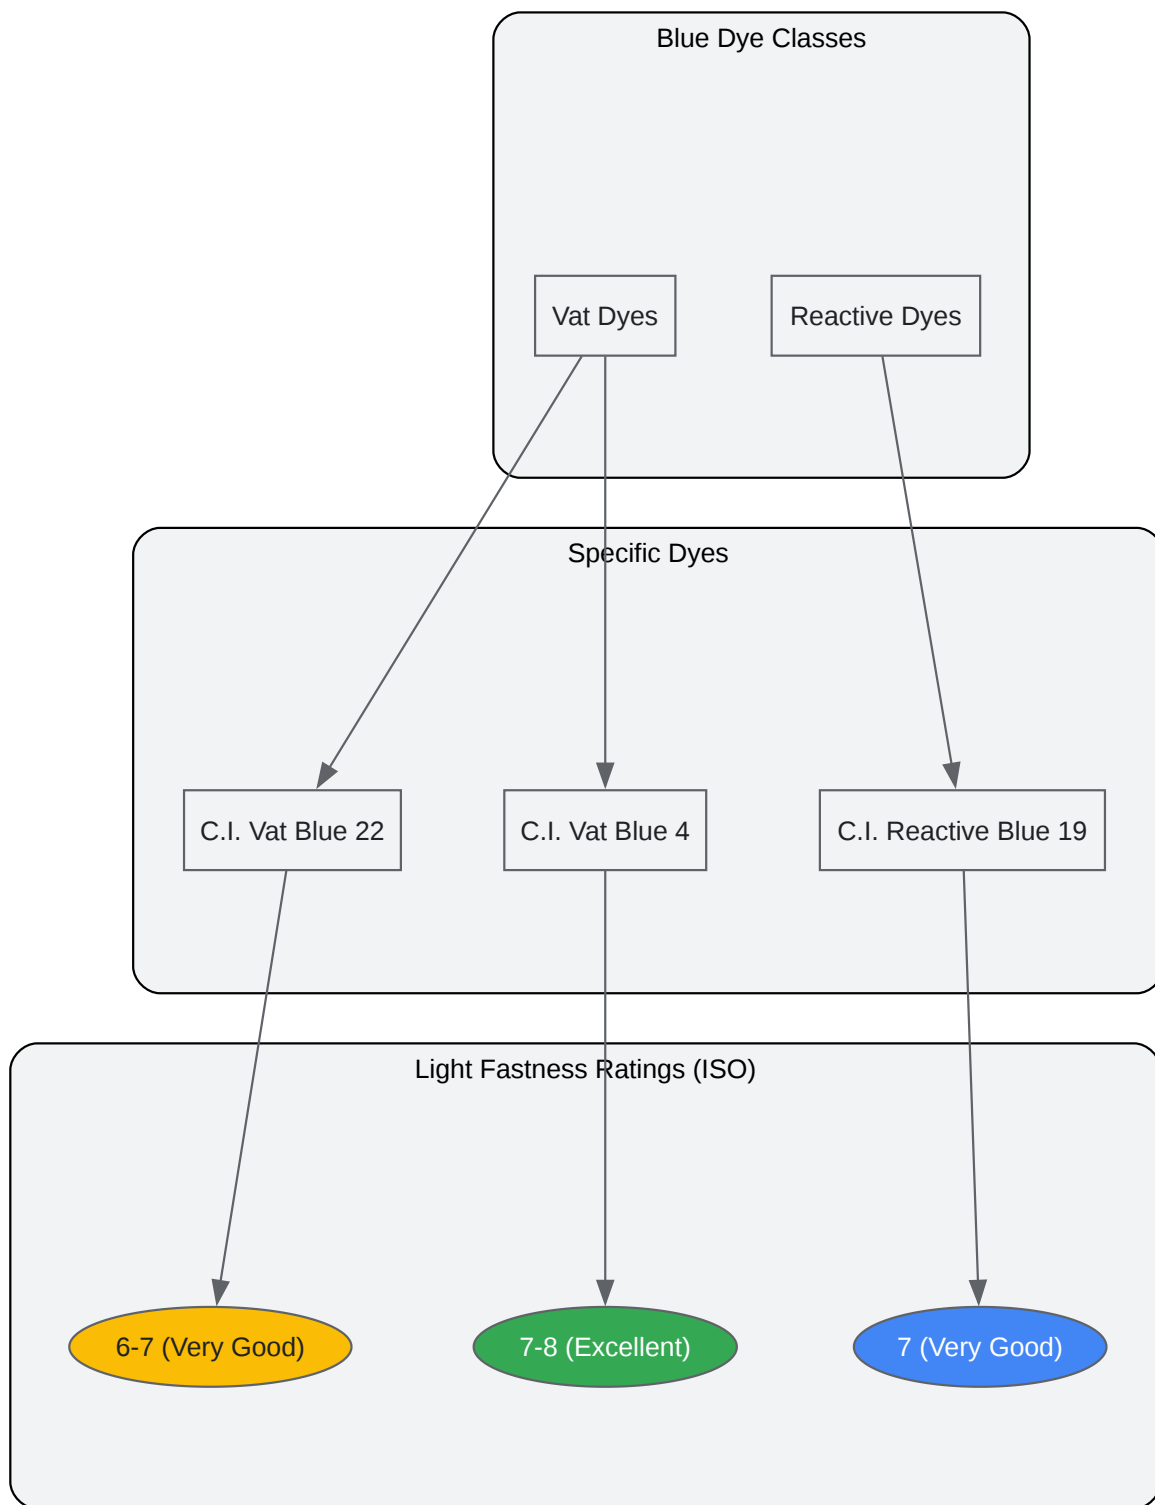 Blue Dye Classes
Vat Dyes
Reactive Dyes
Specific Dyes
C.I. Vat Blue 22
C.I. Vat Blue 4
C.I. Reactive Blue 19
Light Fastness Ratings (ISO)
6-7 (Very Good)
7-8 (Excellent)
7 (Very Good)